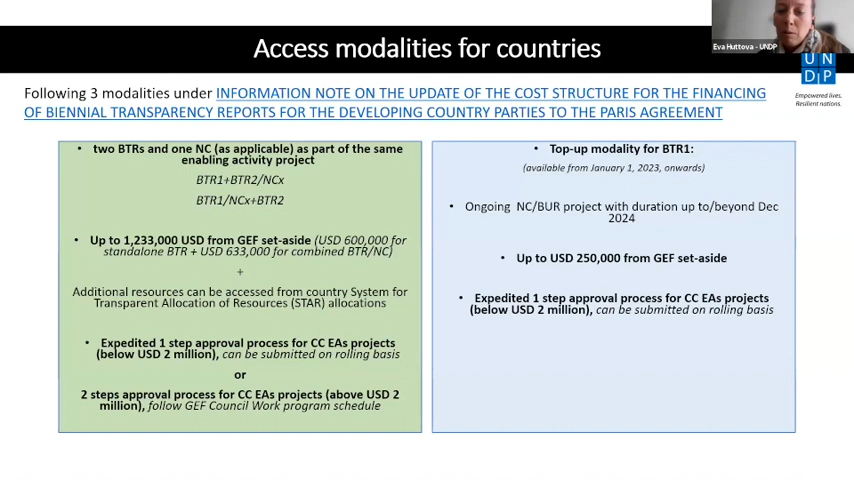 Access modalities for countries
Eva Huttova - UNDP
U N
D P
Empowered lives.
Resilient nations.
Following 3 modalities under INFORMATION NOTE ON THE UPDATE OF THE COST STRUCTURE FOR THE FINANCING
OF BIENNIAL TRANSPARENCY REPORTS FOR THE DEVELOPING COUNTRY PARTIES TO THE PARIS AGREEMENT
• two BTRs and one NC (as applicable) as part of the same
enabling activity project
BTR1+BTR2/NCx
BTR1/NCx+BTR2
• Up to 1,233,000 USD from GEF set-aside (USD 600,000 for
standalone BTR + USD 633,000 for combined BTR/NC)
+
Additional resources can be accessed from country System for
Transparent Allocation of Resources (STAR) allocations
• Expedited 1 step approval process for CC EAs projects
(below USD 2 million), can be submitted on rolling basis
or
2 steps approval process for CC EAs projects (above USD 2
million), follow GEF Council Work program schedule
• Top-up modality for BTR1:
(available from January 1, 2023, onwards)
• Ongoing NC/BUR project with duration up to/beyond Dec
2024
• Up to USD 250,000 from GEF set-aside
• Expedited 1 step approval process for CC EAs projects
(below USD 2 million), can be submitted on rolling basis